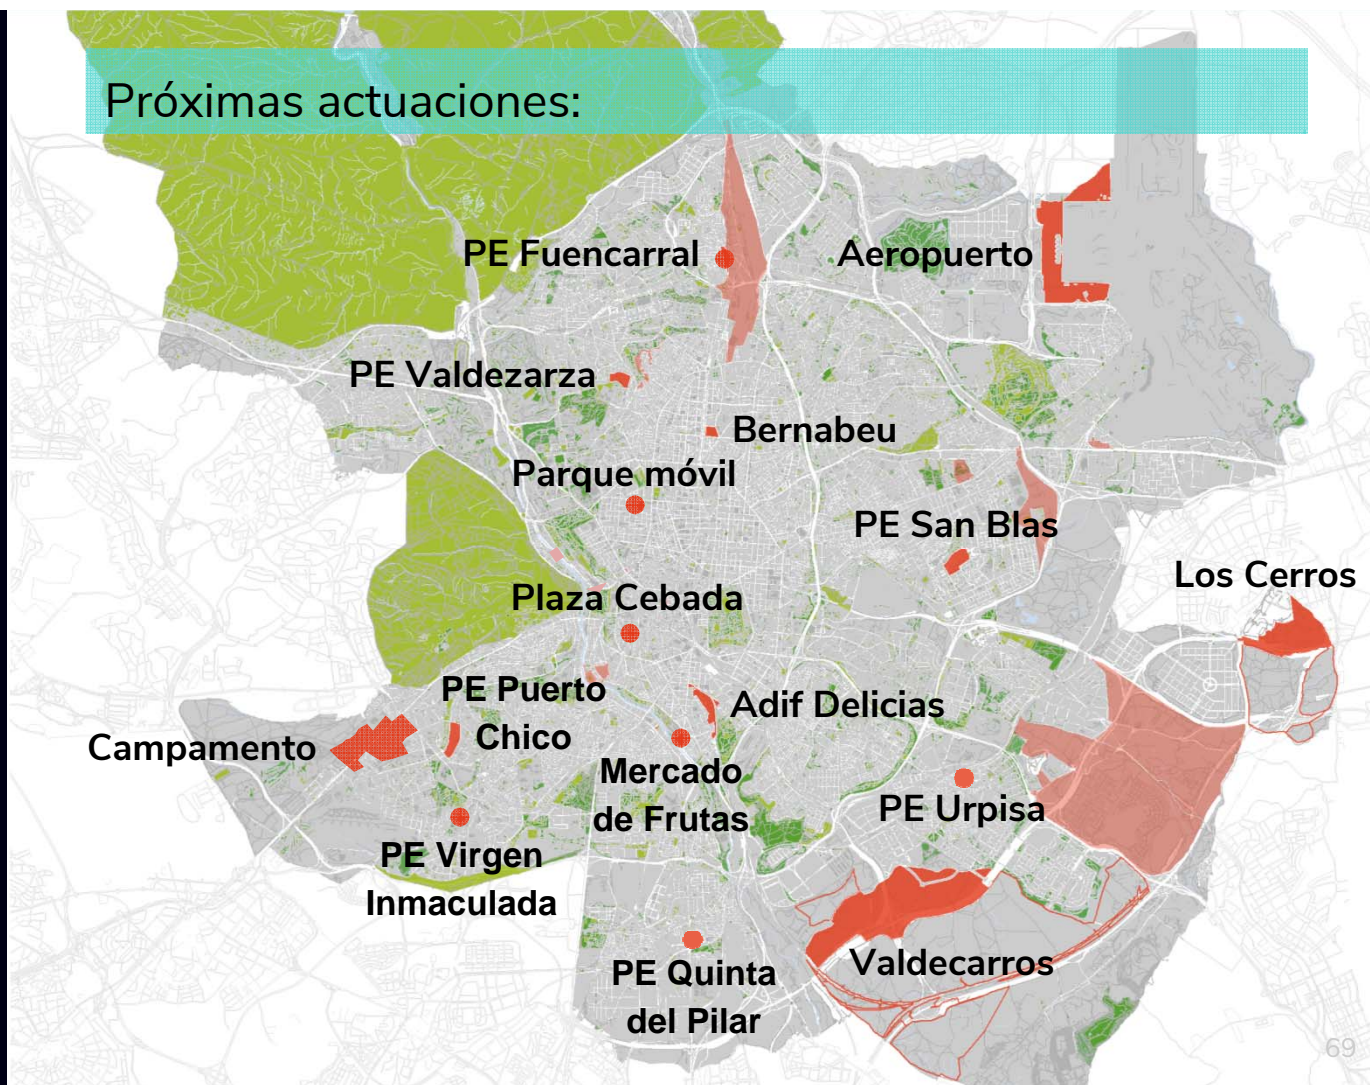 Próximas actuaciones:
PE Fuencarral
Aeropuerto
PE Valdezarza
Bernabeu
Parque móvil
PE San Blas
Los Cerros
Plaza Cebada
PE Puerto
Chico
Adif Delicias
Campamento
Mercado
de Frutas
PE Urpisa
PE Virgen
Inmaculada
Valdecarros
PE Quinta
del Pilar
69